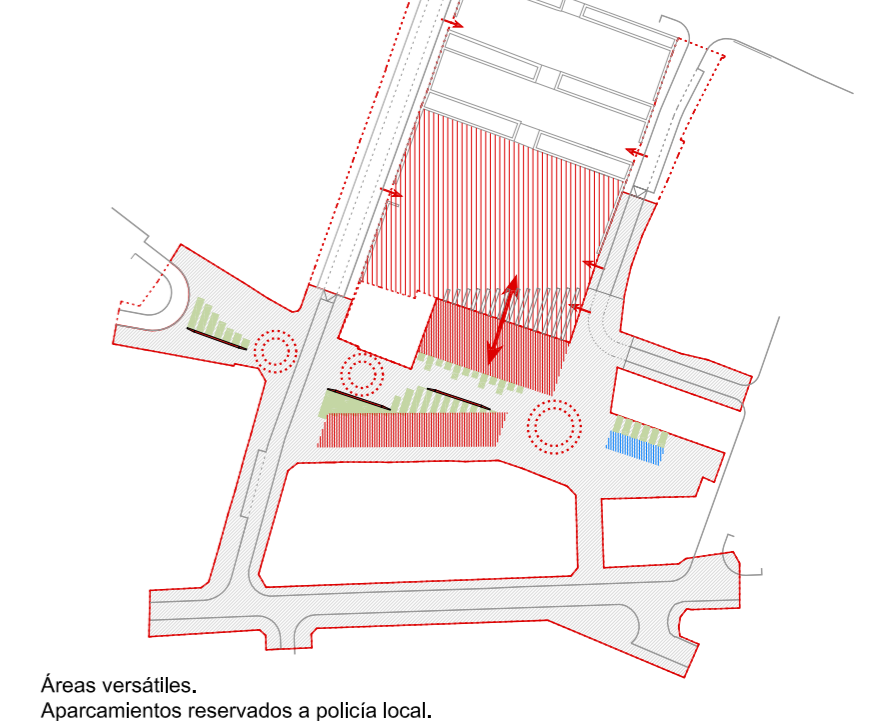 Áreas versátiles.
Aparcamientos reservados a policía local.